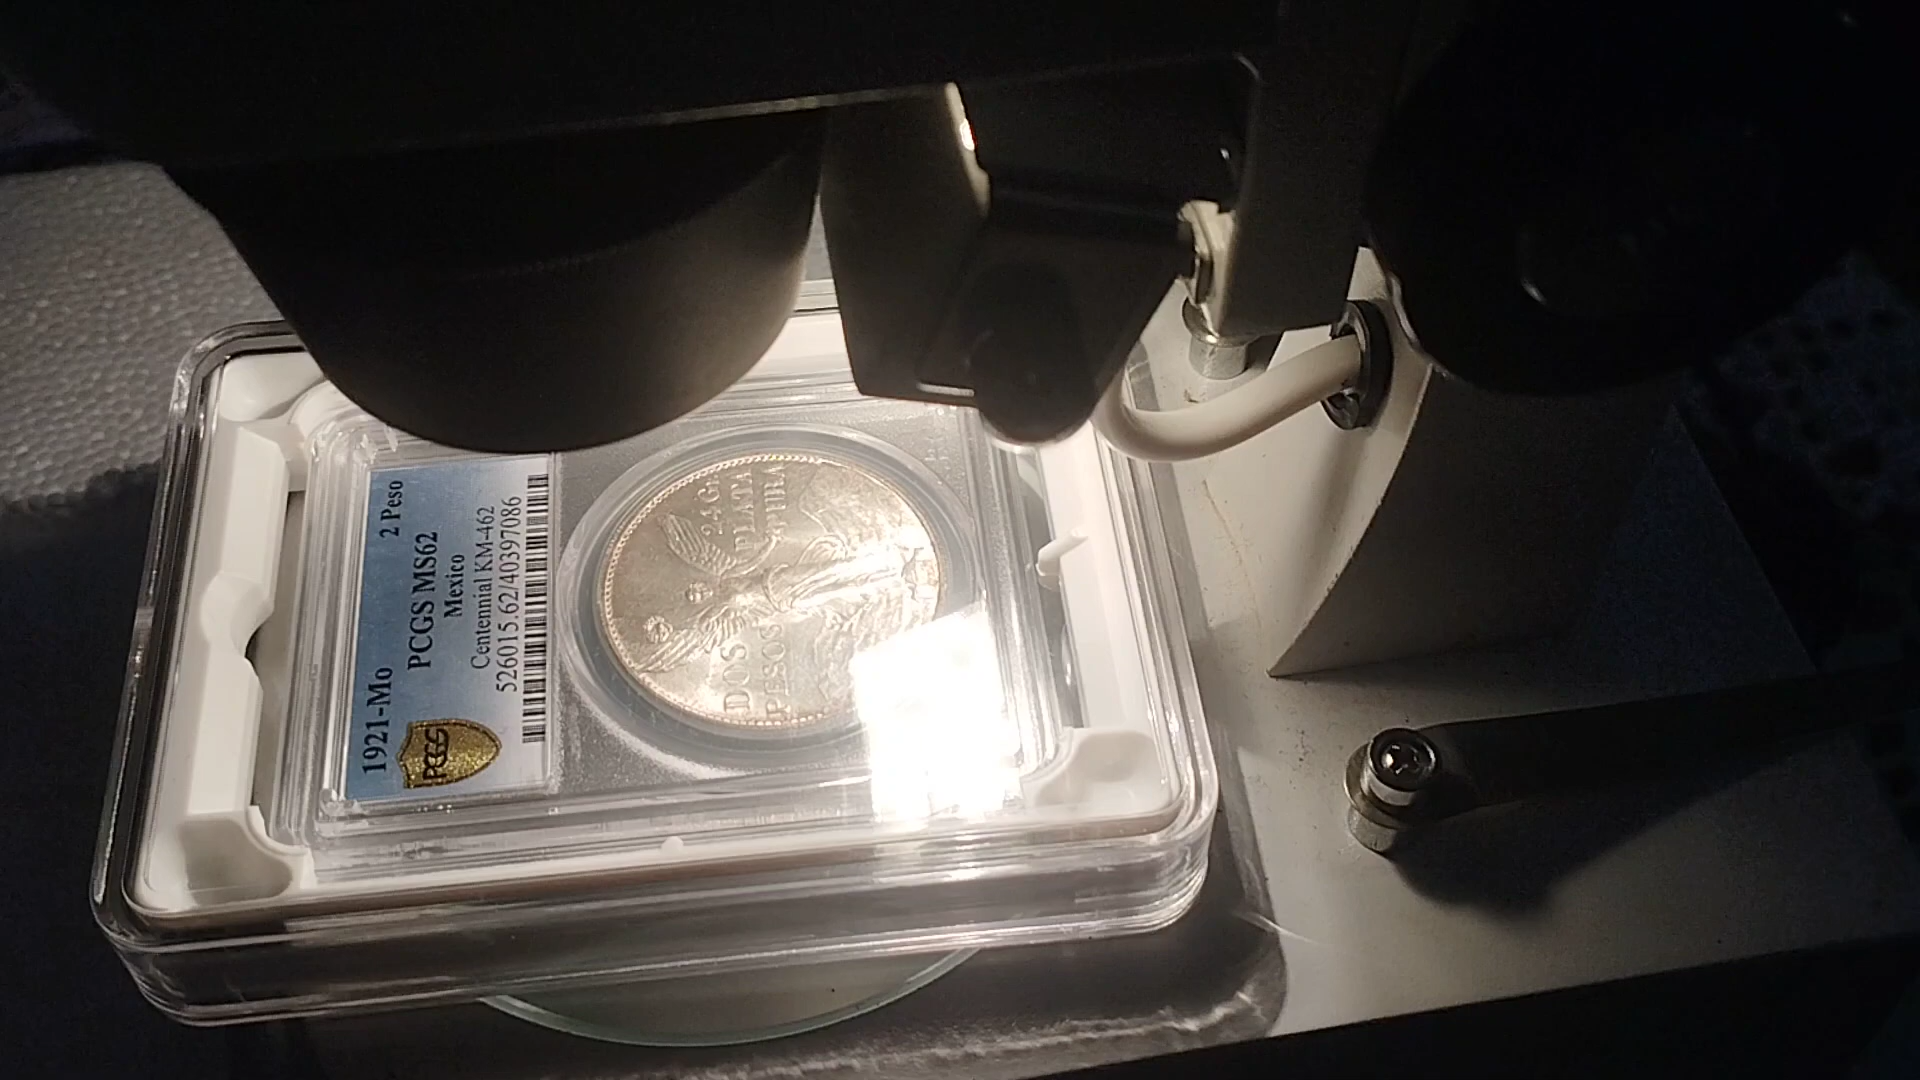 1921-Mo 2 Peso
PCGS MS62
Mexico
Centennial KM-462
526015.62/40397086
PCGS
24 Gr.
PLATA
PURA
DOS
PESOS